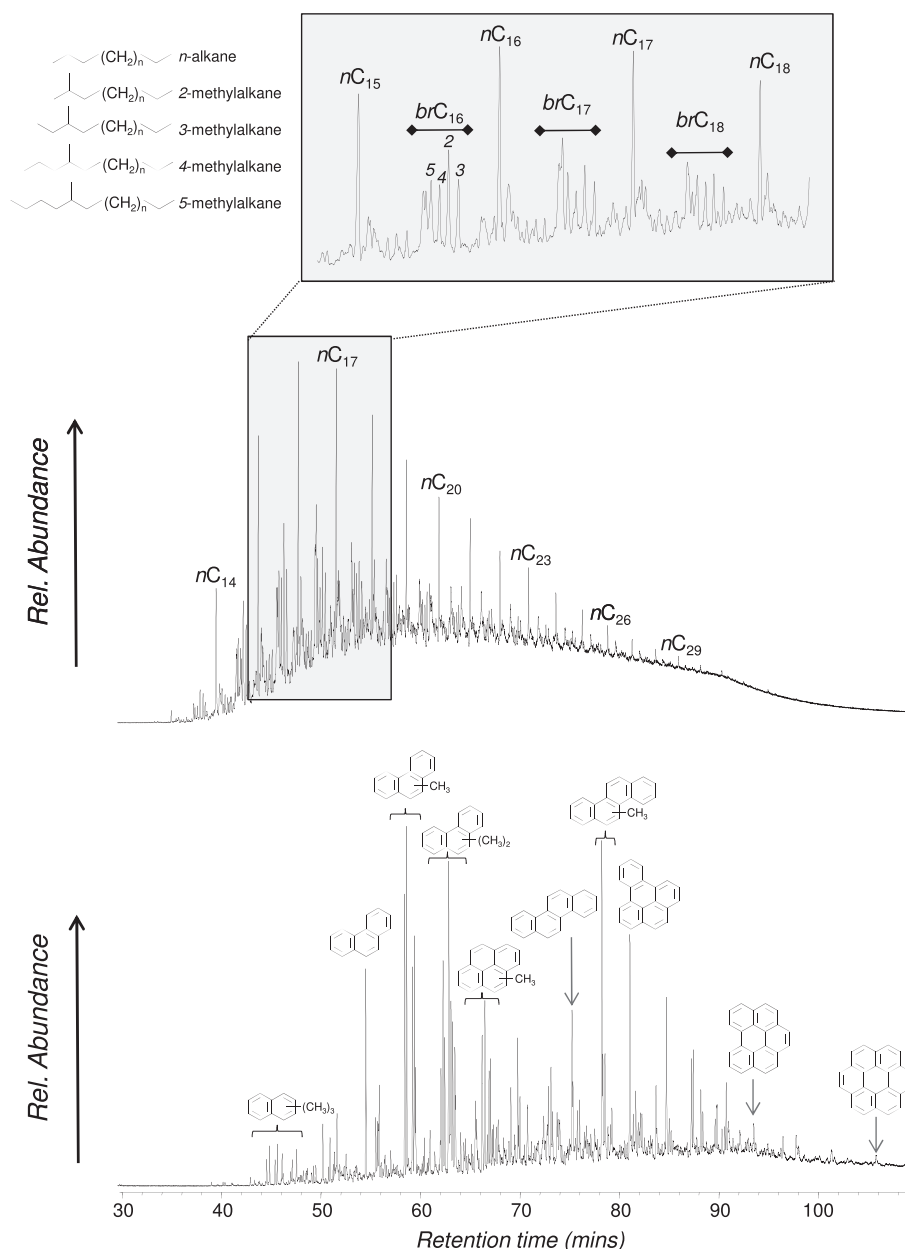 (CH₂)ₙ n-alkane
(CH₂)ₙ 2-methylalkane
(CH₂)ₙ 3-methylalkane
(CH₂)ₙ 4-methylalkane
(CH₂)ₙ 5-methylalkane
nC₁₅
nC₁₆
nC₁₇
nC₁₈
brC₁₆
brC₁₇
brC₁₈
5
4
2
3
Rel. Abundance
nC₁₄
nC₁₇
nC₂₀
nC₂₃
nC₂₆
nC₂₉
Rel. Abundance
(CH₃)₃
CH₃
(CH₃)₂
CH₃
CH₃
30 40 50 60 70 80 90 100
Retention time (mins)